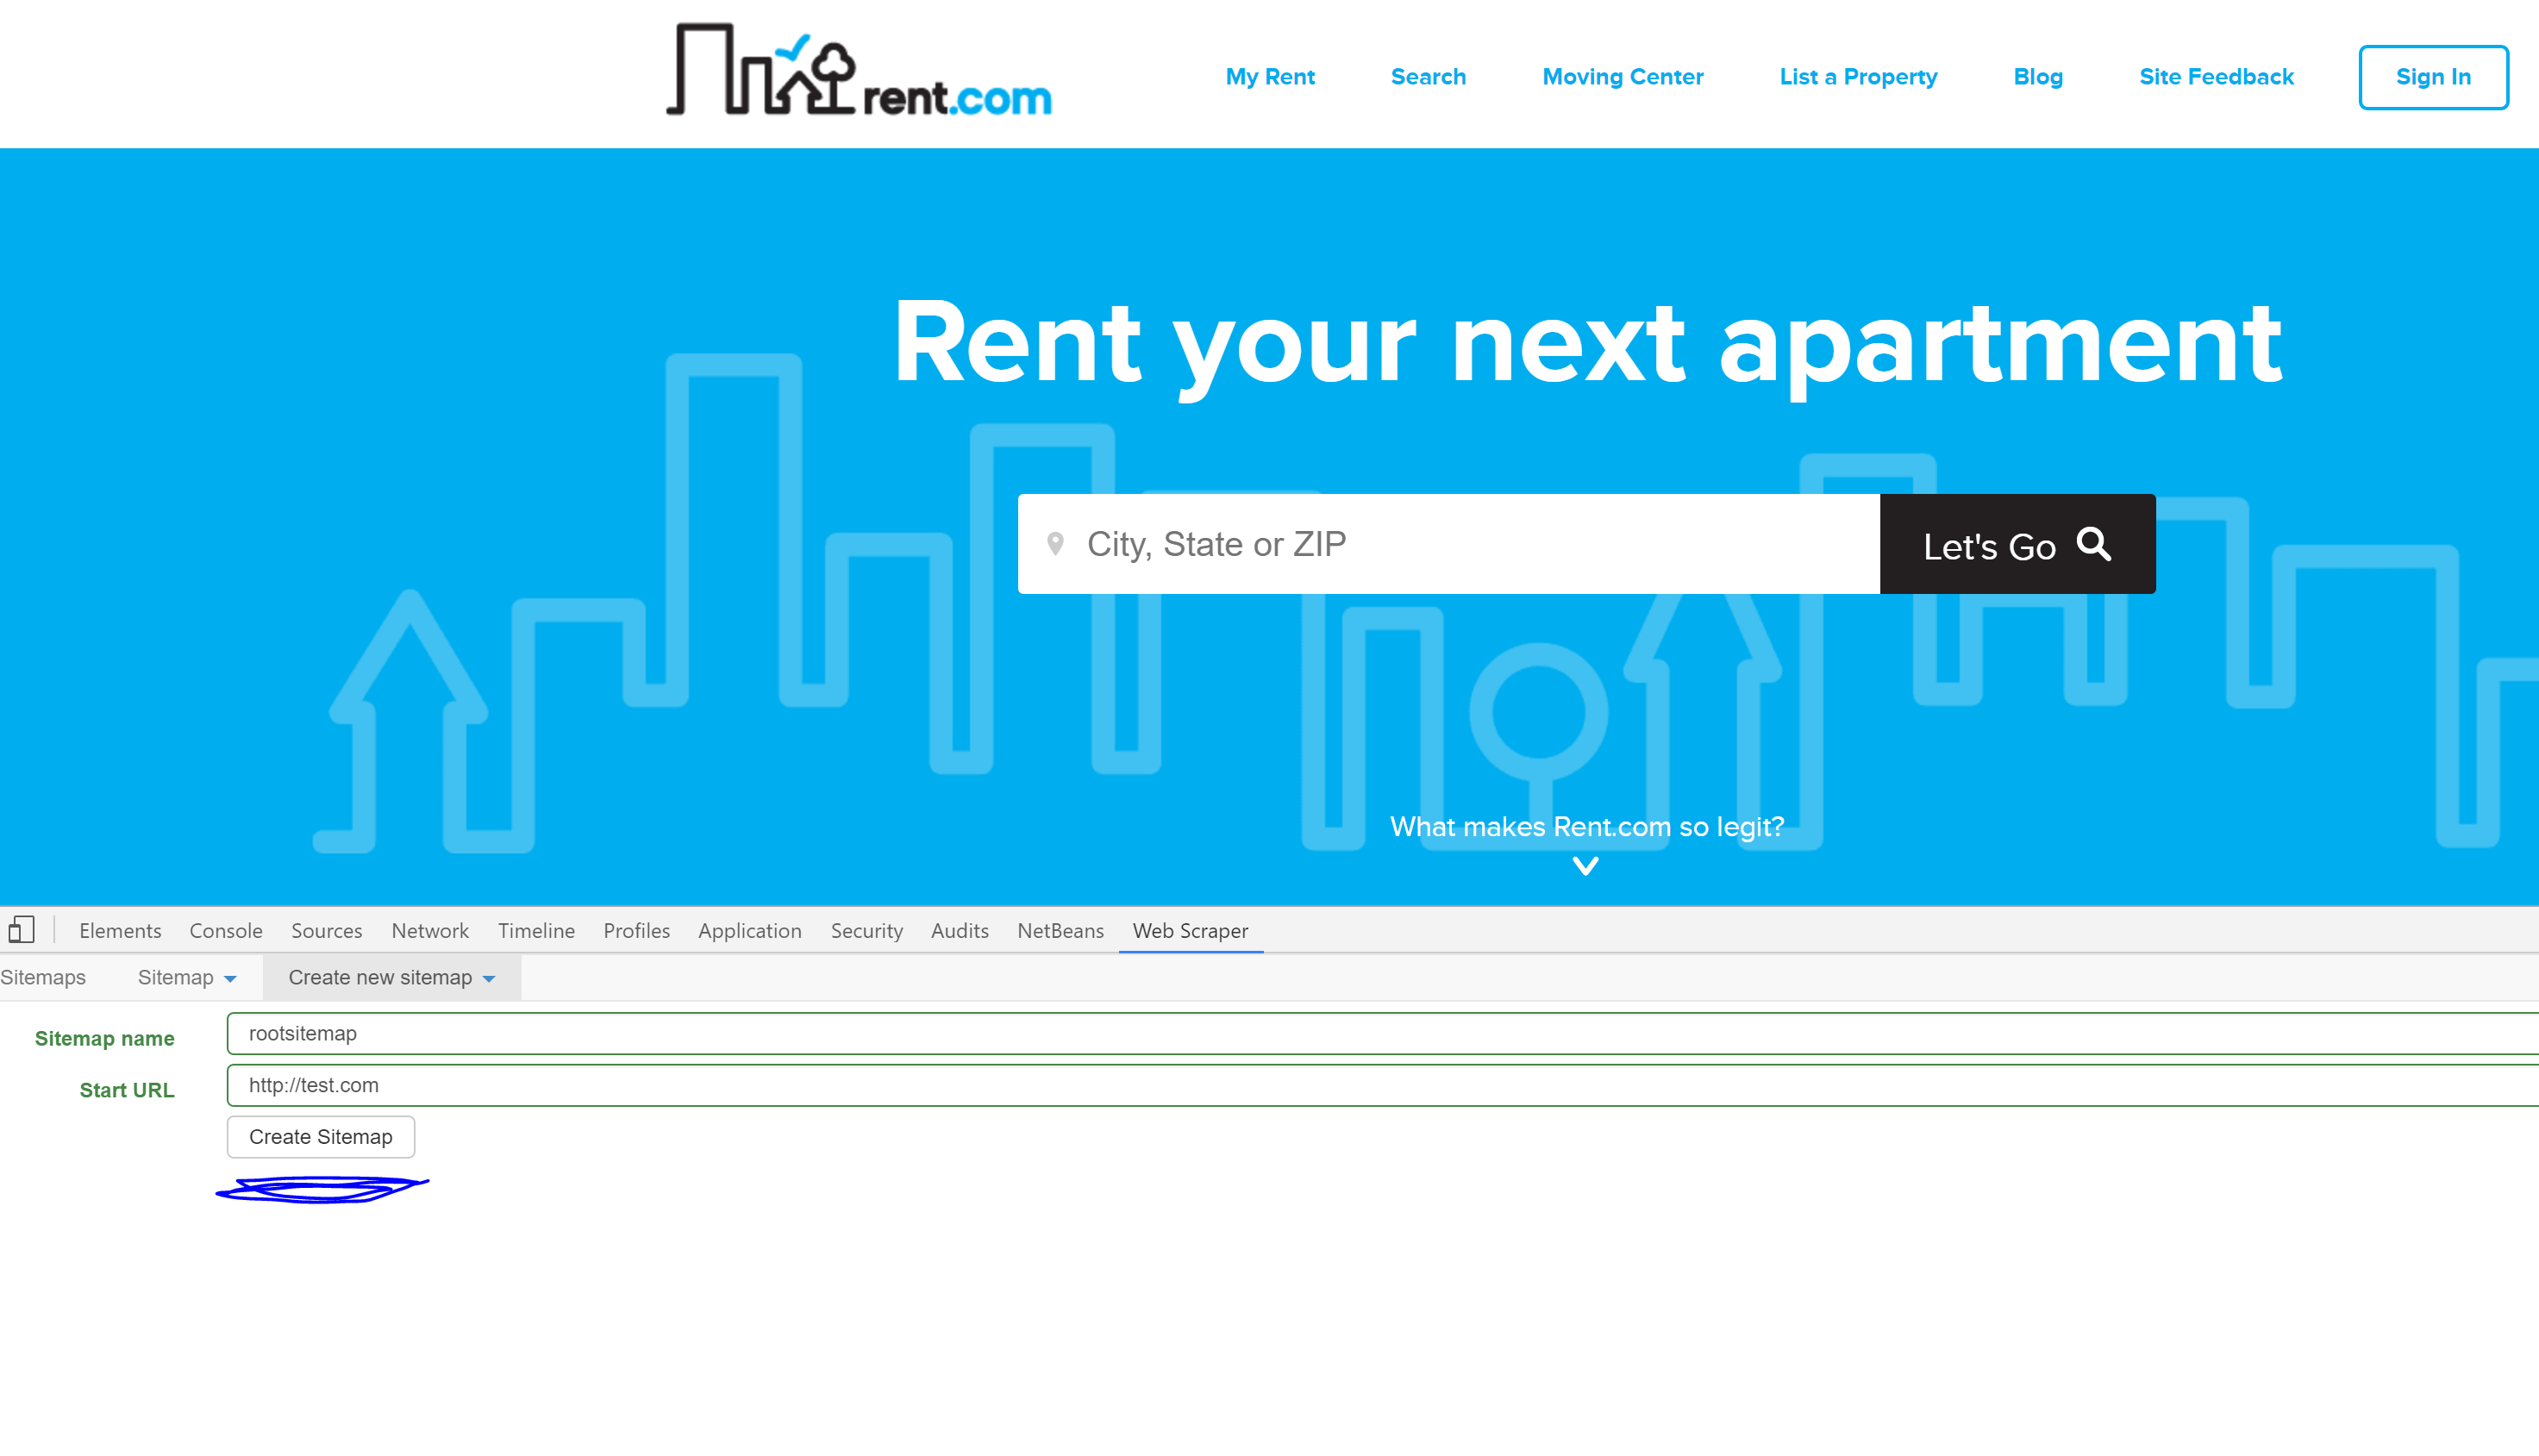 rent.com
My Rent Search Moving Center List a Property Blog Site Feedback Sign In
Rent your next apartment
City, State or ZIP Let's Go
What makes Rent.com so legit?
Elements Console Sources Network Timeline Profiles Application Security Audits NetBeans Web Scraper
Sitemaps Sitemap Create new sitemap
Sitemap name rootsitemap
Start URL http://test.com
Create Sitemap